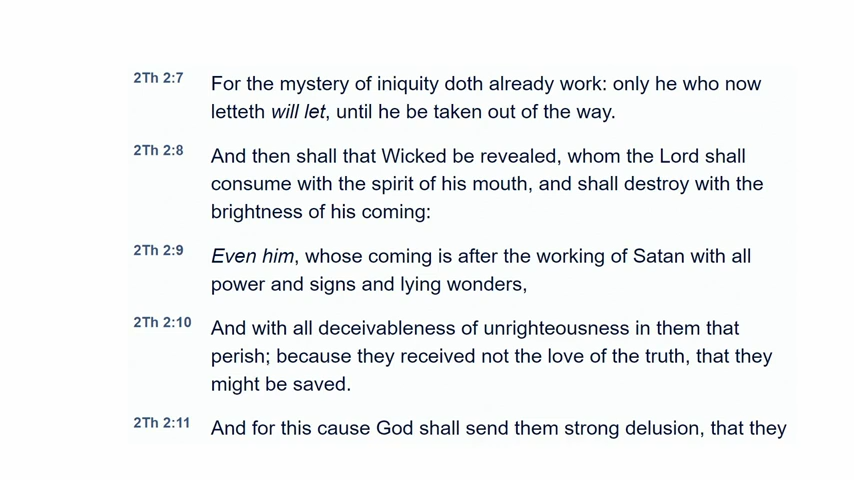 2Th 2:7 For the mystery of iniquity doth already work: only he who now
letteth will let, until he be taken out of the way.
2Th 2:8 And then shall that Wicked be revealed, whom the Lord shall
consume with the spirit of his mouth, and shall destroy with the
brightness of his coming:
2Th 2:9 Even him, whose coming is after the working of Satan with all
power and signs and lying wonders,
2Th 2:10 And with all deceivableness of unrighteousness in them that
perish; because they received not the love of the truth, that they
might be saved.
2Th 2:11 And for this cause God shall send them strong delusion, that they